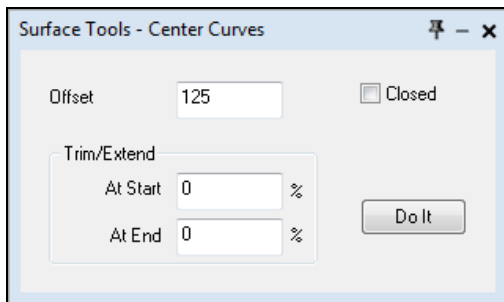 Surface Tools - Center Curves
Offset 125 Closed
Trim/Extend
At Start 0 %
Do It
At End 0 %